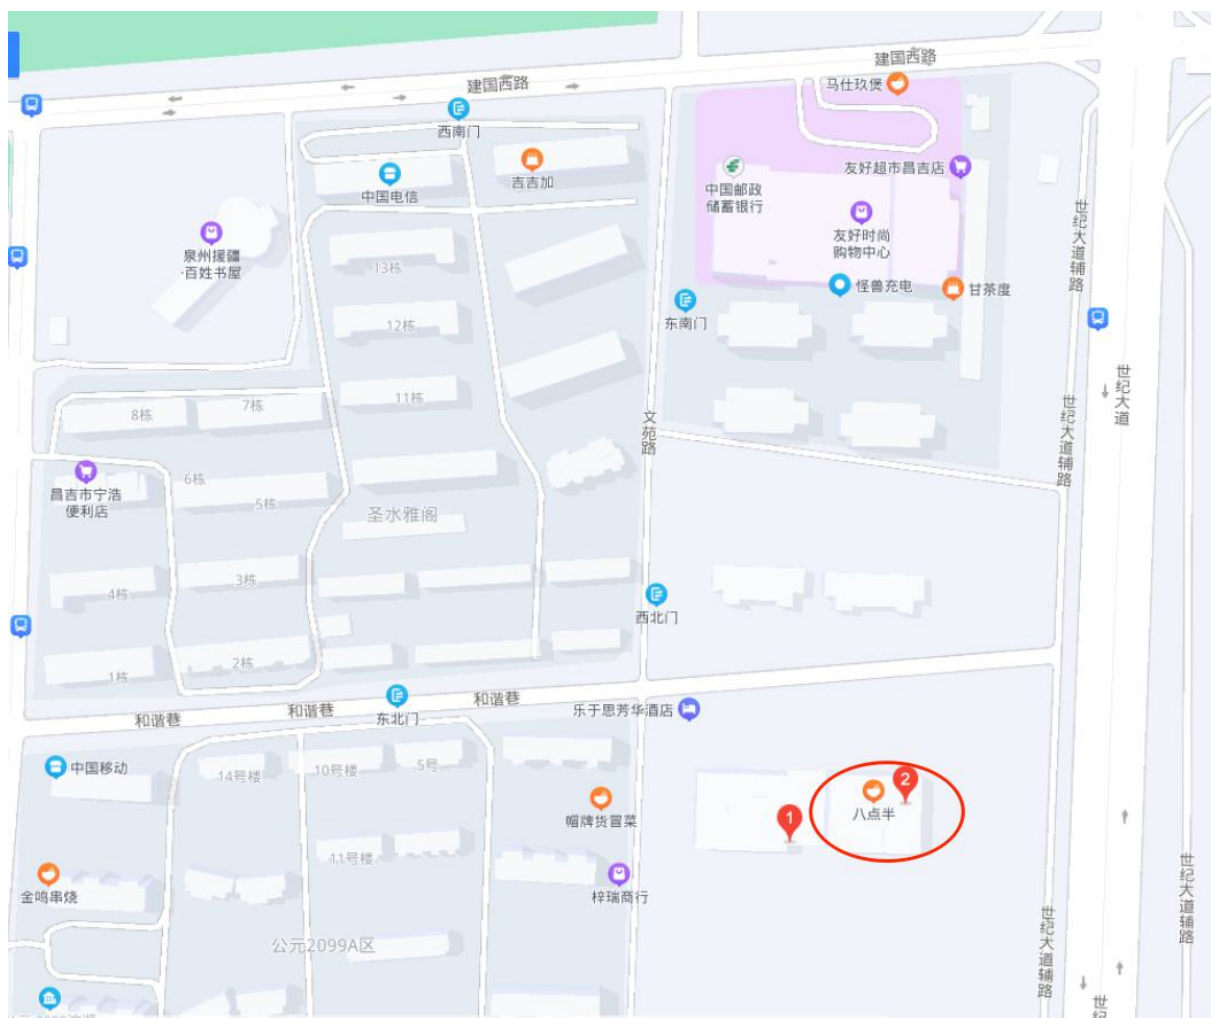 建国西路
马仕玖煲
建国西路
西南门
中国电信
吉吉加
中国邮政
储蓄银行
友好超市昌吉店
友好时尚
购物中心
世纪大道辅路
泉州援疆
·百姓书屋
13栋
怪兽充电
甘茶度
东南门
12栋
世纪大道
11栋
8栋
7栋
文苑路
世纪大道辅路
昌吉市宁浩
便利店
6栋
5栋
圣水雅阁
4栋
3栋
西北门
1栋
2栋
和谐巷
和谐巷
东北门
和谐巷
乐于思芳华酒店
中国移动
14号楼
10号楼
5号
2
八点半
1
帽牌货冒菜
11号楼
金鸣串烧
梓瑞商行
世纪大道辅路
公元2099A区
世纪大道辅路
世纪